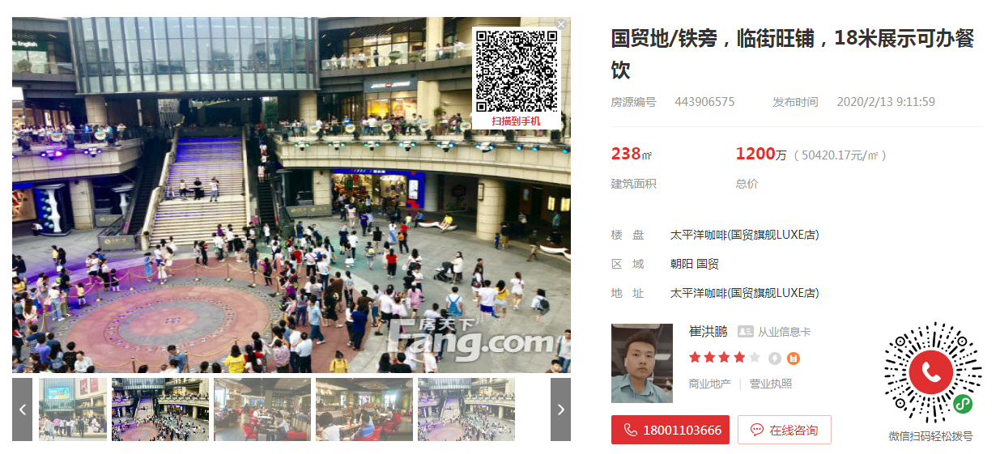 国贸地/铁旁，临街旺铺，18米展示可办餐
饮
房源编号 443906575 发布时间 2020/2/13 9:11:59
238㎡ 1200万 ( 50420.17元/㎡ )
建筑面积 总价
楼 盘 太平洋咖啡(国贸旗舰LUXE店)
区 域 朝阳 国贸
地 址 太平洋咖啡(国贸旗舰LUXE店)
崔洪鹏 从业信息卡
商业地产 | 营业执照
18001103666 在线咨询
微信扫码轻松拨号
扫描到手机
English
房天下
Fang.com